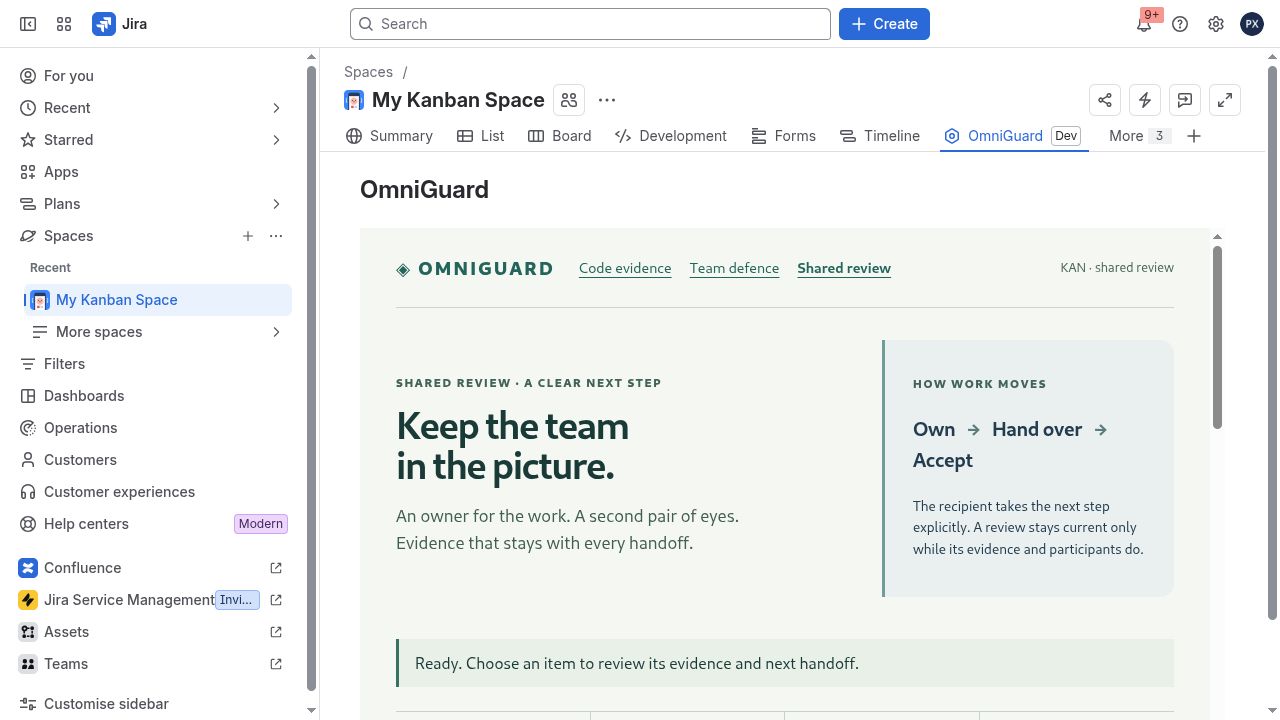 Jira
Search
Create
9+
PX
For you
Recent
Starred
Apps
Plans
Spaces
Recent
My Kanban Space
More spaces
Filters
Dashboards
Operations
Customers
Customer experiences
Help centers
Modern
Confluence
Jira Service Management
Invi...
Assets
Teams
Customise sidebar
Spaces /
My Kanban Space
Summary
List
Board
Development
Forms
Timeline
OmniGuard
Dev
More 3
OmniGuard
OMNIGUARD
Code evidence
Team defence
Shared review
KAN · shared review
SHARED REVIEW · A CLEAR NEXT STEP
Keep the team
in the picture.
An owner for the work. A second pair of eyes.
Evidence that stays with every handoff.
HOW WORK MOVES
Own → Hand over →
Accept
The recipient takes the next step
explicitly. A review stays current only
while its evidence and participants do.
Ready. Choose an item to review its evidence and next handoff.